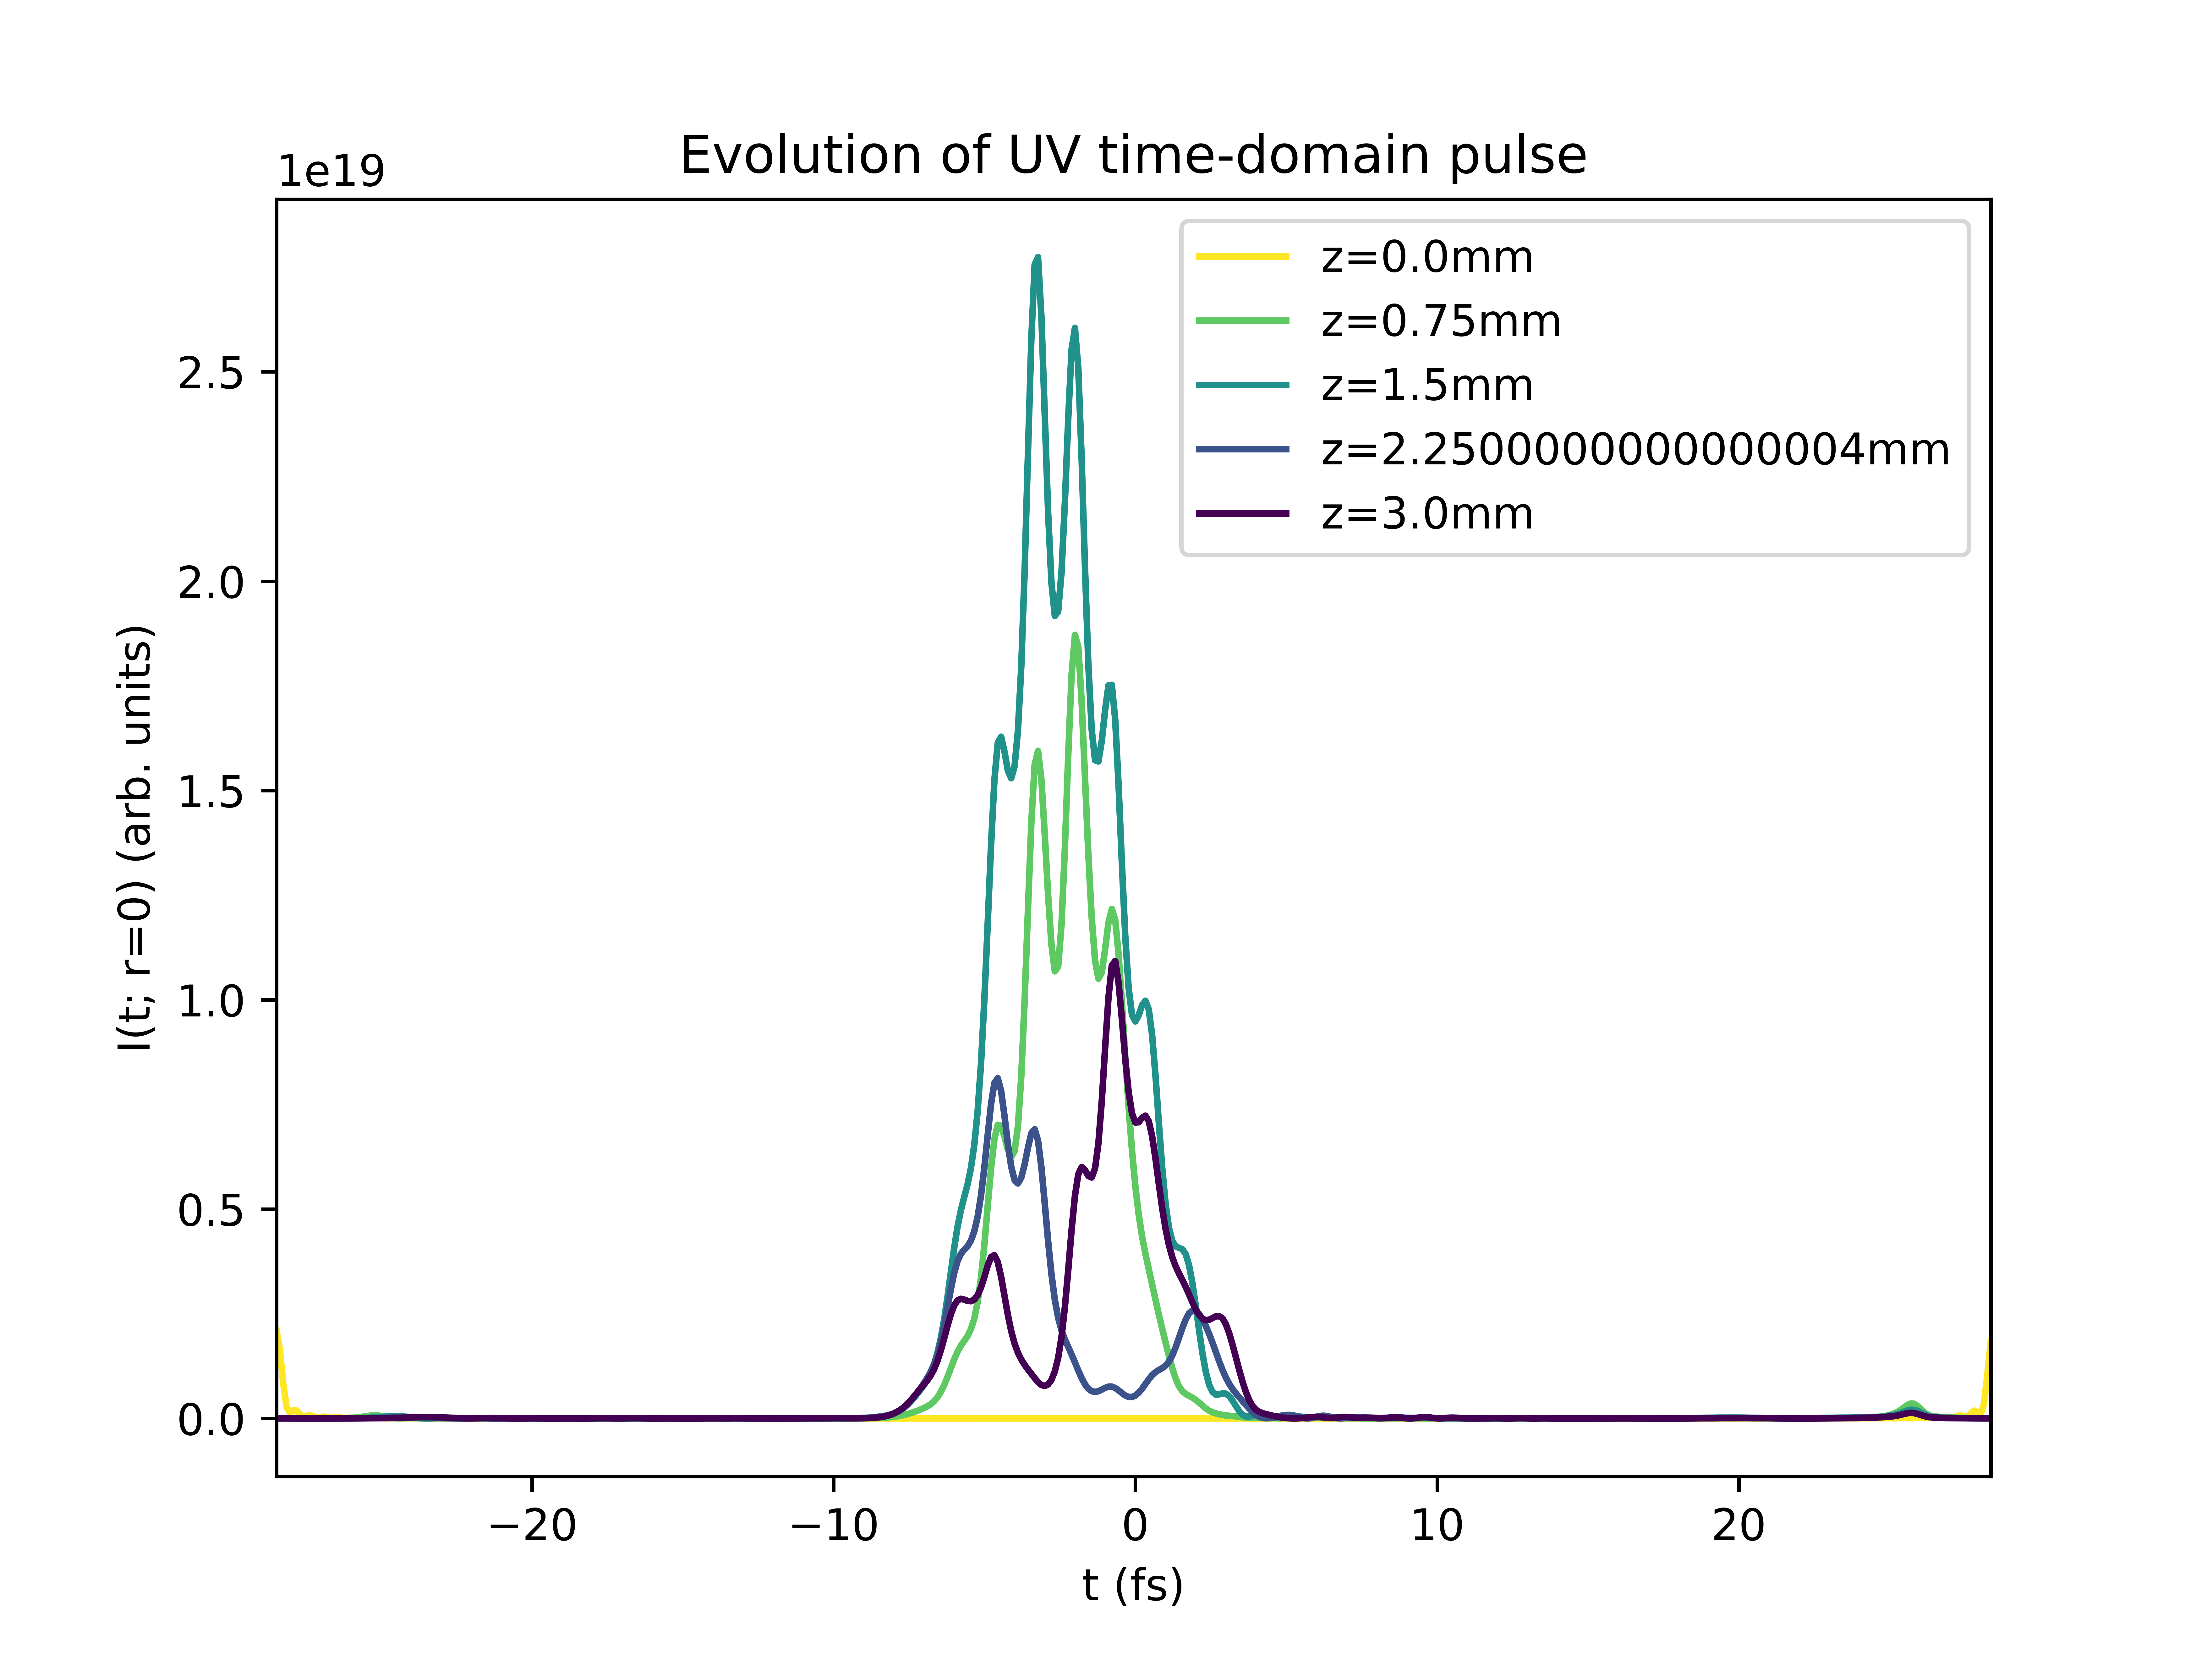 Evolution of UV time-domain pulse
1e19
z=0.0mm
z=0.75mm
z=1.5mm
z=2.2500000000000004mm
z=3.0mm
2.5
2.0
1.5
1.0
0.5
0.0
I(t; r=0) (arb. units)
−20 −10 0 10 20
t (fs)